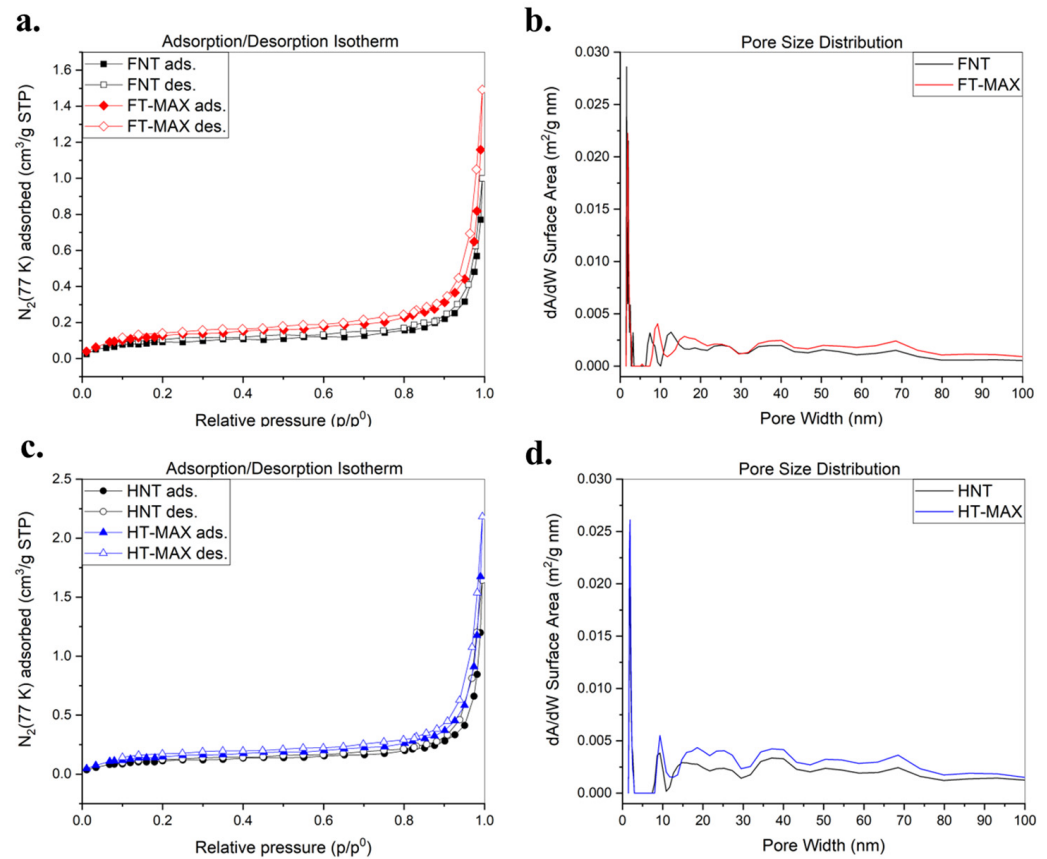 a.
Adsorption/Desorption Isotherm
FNT ads.
FNT des.
FT-MAX ads.
FT-MAX des.
N₂(77 K) adsorbed (cm³/g STP)
1.6
1.4
1.2
1.0
0.8
0.6
0.4
0.2
0.0
0.0 0.2 0.4 0.6 0.8 1.0
Relative pressure (p/p⁰)
b.
Pore Size Distribution
FNT
FT-MAX
dA/dW Surface Area (m²/g nm)
0.030
0.025
0.020
0.015
0.010
0.005
0.000
0 10 20 30 40 50 60 70 80 90 100
Pore Width (nm)
c.
Adsorption/Desorption Isotherm
HNT ads.
HNT des.
HT-MAX ads.
HT-MAX des.
N₂(77 K) adsorbed (cm³/g STP)
2.5
2.0
1.5
1.0
0.5
0.0
0.0 0.2 0.4 0.6 0.8 1.0
Relative pressure (p/p⁰)
d.
Pore Size Distribution
HNT
HT-MAX
dA/dW Surface Area (m²/g nm)
0.030
0.025
0.020
0.015
0.010
0.005
0.000
0 10 20 30 40 50 60 70 80 90 100
Pore Width (nm)